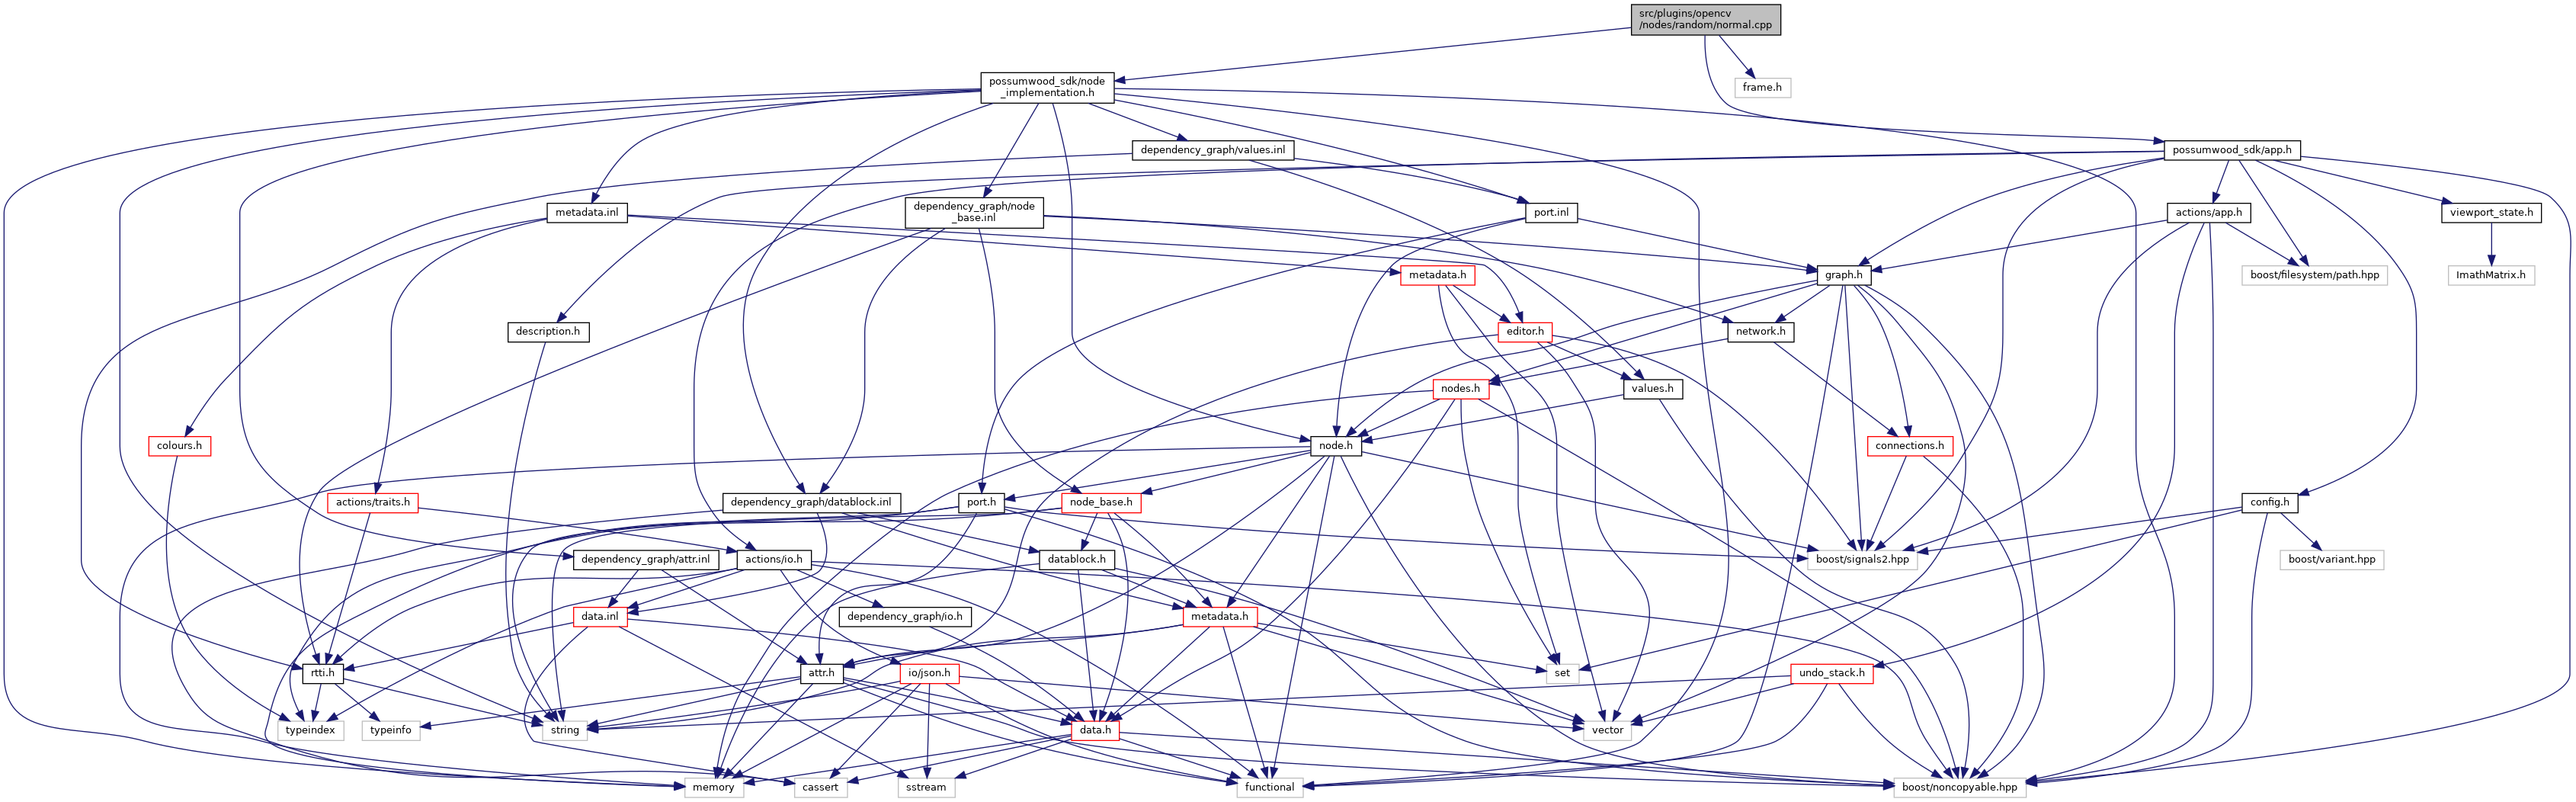 src/plugins/opencv
/nodes/random/normal.cpp
possumwood_sdk/node
_implementation.h
frame.h
dependency_graph/values.inl
possumwood_sdk/app.h
metadata.inl
dependency_graph/node
_base.inl
port.inl
actions/app.h
viewport_state.h
metadata.h
graph.h
boost/filesystem/path.hpp
ImathMatrix.h
description.h
editor.h
network.h
nodes.h
values.h
colours.h
node.h
connections.h
actions/traits.h
dependency_graph/datablock.inl
port.h
node_base.h
config.h
dependency_graph/attr.inl
actions/io.h
datablock.h
boost/signals2.hpp
boost/variant.hpp
data.inl
dependency_graph/io.h
metadata.h
rtti.h
attr.h
io/json.h
set
undo_stack.h
typeindex
typeinfo
string
data.h
vector
memory
cassert
sstream
functional
boost/noncopyable.hpp